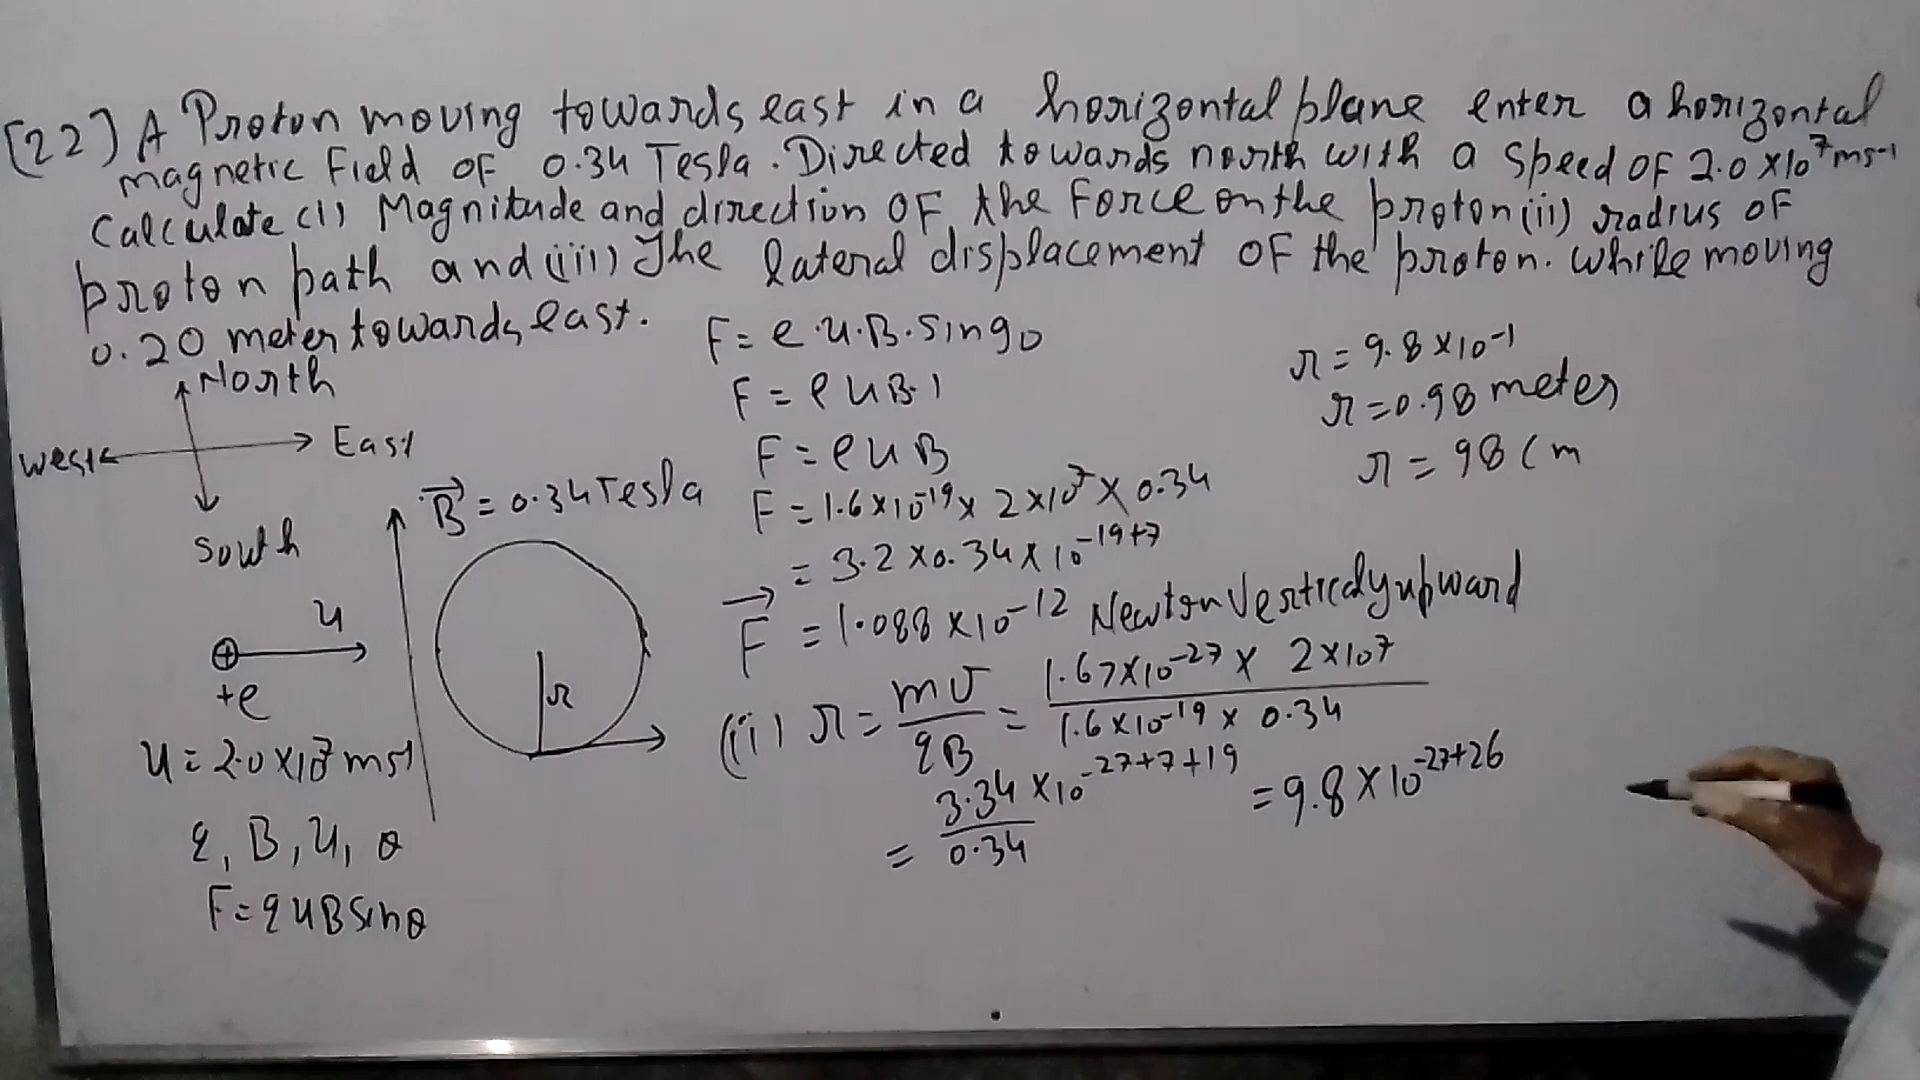 [22] A Proton moving towards east in a horizontal plane enter a horizontal
magnetic Field of 0.34 Tesla. Directed towards north with a speed of 2.0 × 10⁷ ms⁻¹
Calculate (i) Magnitude and direction of the Force on the proton (ii) radius of
proton path and (iii) The lateral displacement of the proton. while moving
0.20 meter towards east.
North
West
East
South
B⃗ = 0.34 Tesla
u
+
+e
r
u = 2.0 × 10⁷ ms⁻¹
q, B, u, θ
F = q u B sin θ
F = e.u.B.sin90
F = e u B.1
F = e u B
F = 1.6 × 10⁻¹⁹ × 2 × 10⁷ × 0.34
= 3.2 × 0.34 × 10⁻¹⁹⁺⁷
F⃗ = 1.088 × 10⁻¹² Newton Verticaly upward
(ii) r = mv/qB = 1.67 × 10⁻²⁷ × 2 × 10⁷ / 1.6 × 10⁻¹⁹ × 0.34
= 3.34/0.34 × 10⁻²⁷⁺⁷⁺¹⁹ = 9.8 × 10⁻²⁷⁺²⁶
r = 9.8 × 10⁻¹
r = 0.98 meter
r = 98 Cm